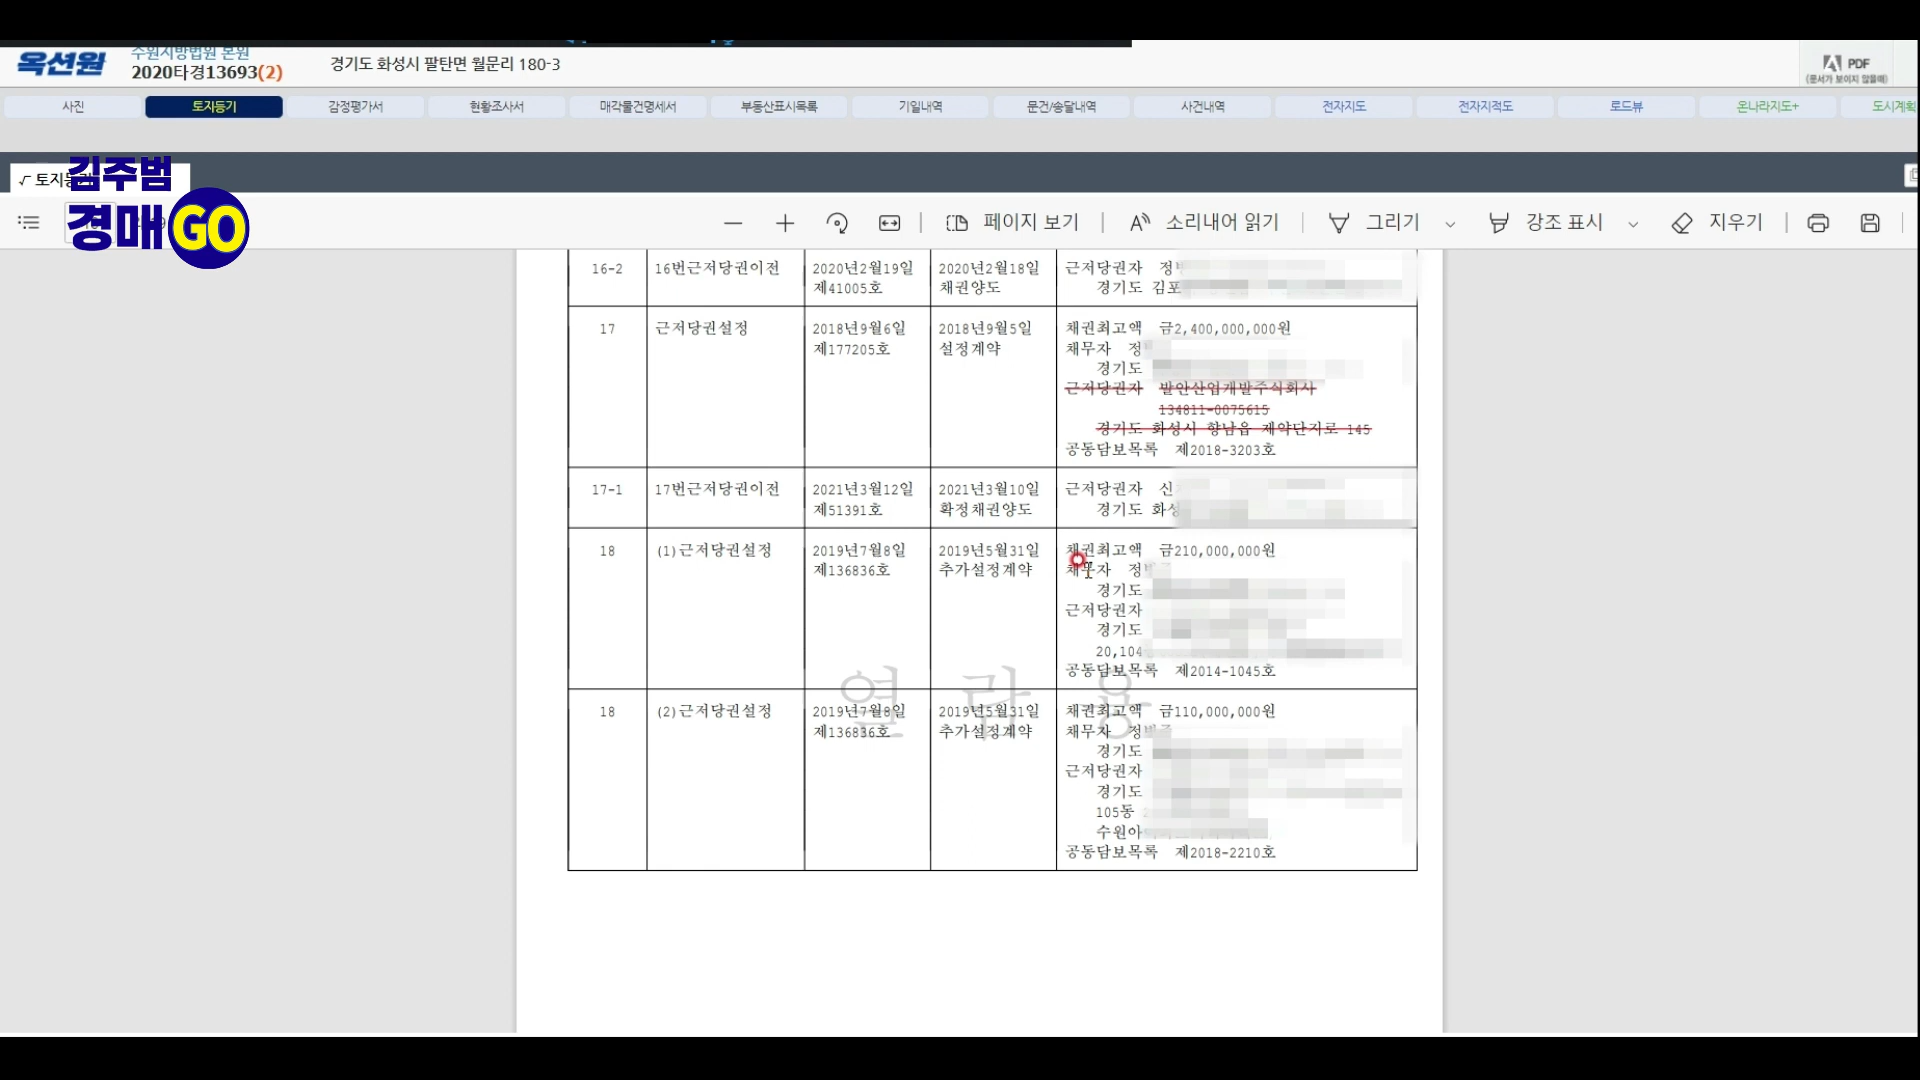 옥션원
수원지방법원 본원
2020타경13693(2)
경기도 화성시 팔탄면 월문리 180-3
PDF
(문서가 보이지 않을때)
사진
토지등기
감정평가서
현황조사서
매각물건명세서
부동산표시목록
기일내역
문건/송달내역
사건내역
전자지도
전자지적도
로드뷰
온나라지도+
도시계획
√ 토지등
김주범
경매GO
페이지 보기
소리내어 읽기
그리기
강조 표시
지우기
16-2 16번근저당권이전 2020년2월19일 2020년2월18일 근저당권자 정
제41005호 채권양도 경기도 김포
17 근저당권설정 2018년9월6일 2018년9월5일 채권최고액 금2,400,000,000원
제177205호 설정계약 채무자 정
경기도
근저당권자 발안산업개발주식회사
134811-0075615
경기도 화성시 향남읍 제약단지로 145
공동담보목록 제2018-3203호
17-1 17번근저당권이전 2021년3월12일 2021년3월10일 근저당권자 신
제51391호 확정채권양도 경기도 화성
18 (1)근저당권설정 2019년7월8일 2019년5월31일 채권최고액 금210,000,000원
제136836호 추가설정계약 채무자 정
경기도
근저당권자
경기도
20,104
공동담보목록 제2014-1045호
18 (2)근저당권설정 2019년7월8일 2019년5월31일 채권최고액 금110,000,000원
제136836호 추가설정계약 채무자 정
경기도
근저당권자
경기도
105동
수원아
공동담보목록 제2018-2210호
열 람 용